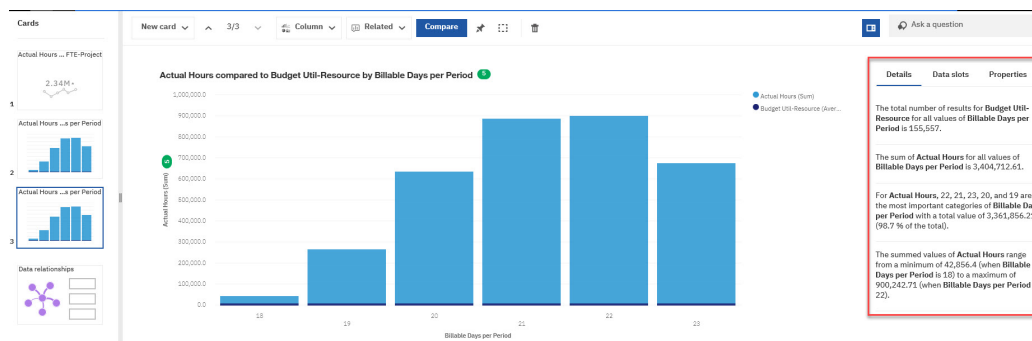 Cards
New card
3/3
Column
Related
Compare
Ask a question
Actual Hours ... FTE-Project
2.34M
1
Actual Hours ...s per Period
2
Actual Hours ...s per Period
3
Data relationships
Actual Hours compared to Budget Util-Resource by Billable Days per Period 5
Actual Hours (Sum)
Budget Util-Resource (Aver...
5
Actual Hours (Sum)
1,000,000.0
900,000.0
800,000.0
700,000.0
600,000.0
500,000.0
400,000.0
300,000.0
200,000.0
100,000.0
0.0
18
19
20
21
22
23
Billable Days per Period
Details Data slots Properties
The total number of results for Budget Util-
Resource for all values of Billable Days per
Period is 155,557.
The sum of Actual Hours for all values of
Billable Days per Period is 3,404,712.61.
For Actual Hours, 22, 21, 23, 20, and 19 are
the most important categories of Billable Da
per Period with a total value of 3,361,856.21
(98.7 % of the total).
The summed values of Actual Hours range
from a minimum of 42,856.4 (when Billable
Days per Period is 18) to a maximum of
900,242.71 (when Billable Days per Period
22).